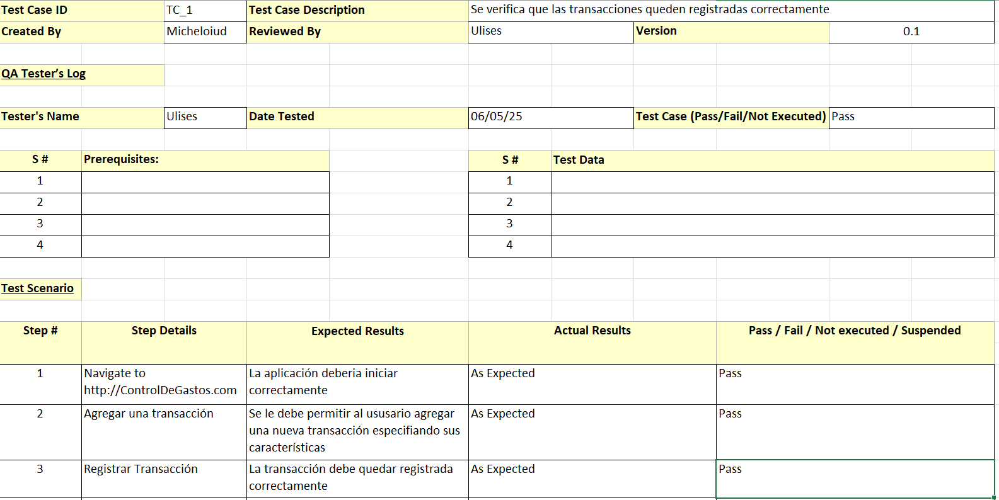 Test Case ID TC_1 Test Case Description Se verifica que las transacciones queden registradas correctamente
Created By Micheloiud Reviewed By Ulises Version 0.1
QA Tester’s Log
Tester's Name Ulises Date Tested 06/05/25 Test Case (Pass/Fail/Not Executed) Pass
S # Prerequisites: S # Test Data
1 1
2 2
3 3
4 4
Test Scenario
Step # Step Details Expected Results Actual Results Pass / Fail / Not executed / Suspended
1 Navigate to La aplicación deberia iniciar As Expected Pass
http://ControlDeGastos.com correctamente
2 Agregar una transacción Se le debe permitir al ususario agregar As Expected Pass
una nueva transacción especifiando sus
características
3 Registrar Transacción La transacción debe quedar registrada As Expected Pass
correctamente